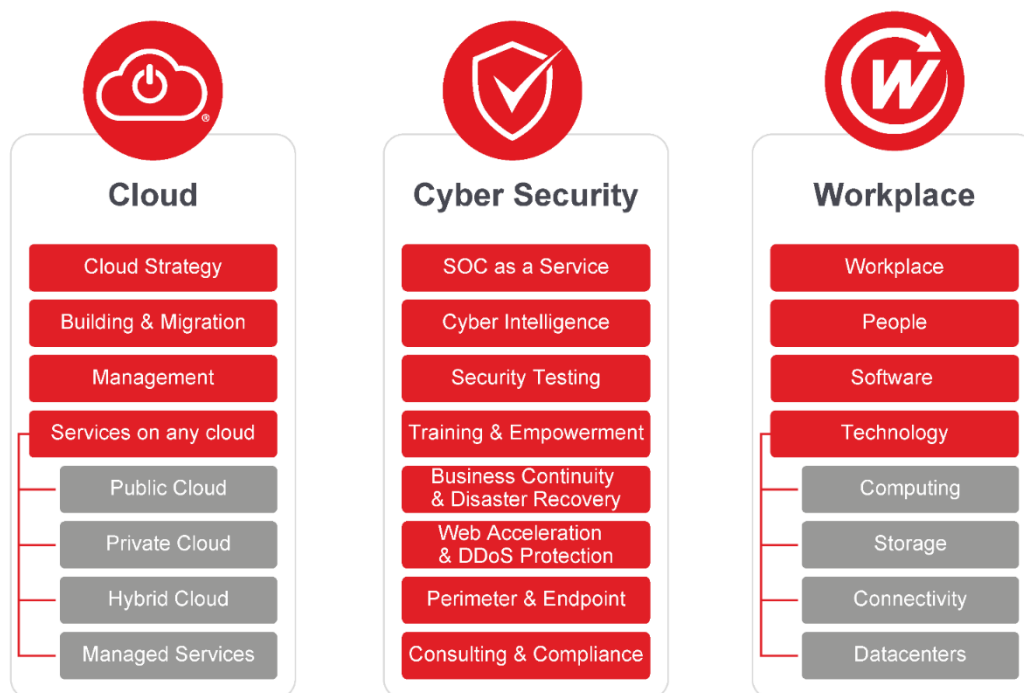 Cloud
Cloud Strategy
Building & Migration
Management
Services on any cloud
Public Cloud
Private Cloud
Hybrid Cloud
Managed Services
®
Cyber Security
SOC as a Service
Cyber Intelligence
Security Testing
Training & Empowerment
Business Continuity
& Disaster Recovery
Web Acceleration
& DDoS Protection
Perimeter & Endpoint
Consulting & Compliance
W
Workplace
Workplace
People
Software
Technology
Computing
Storage
Connectivity
Datacenters